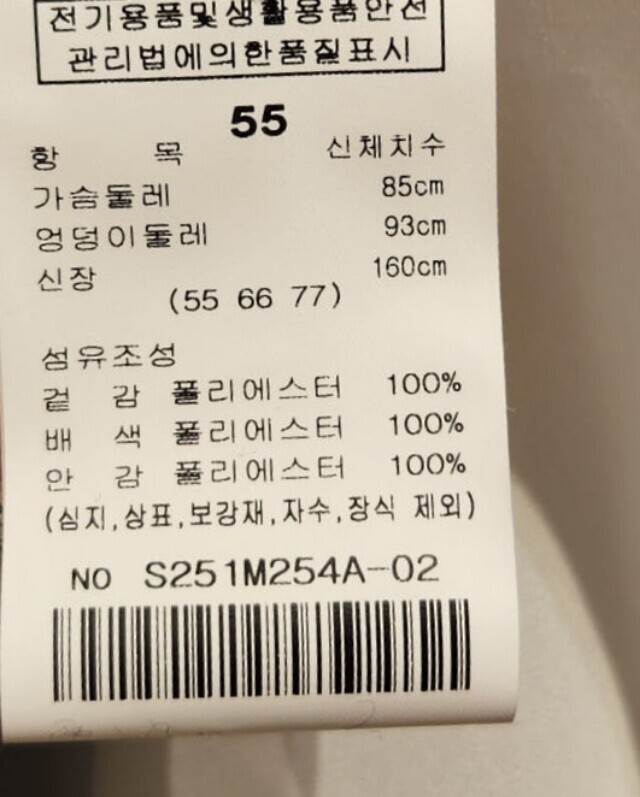 전기용품및생활용품안전
관리법에의한품질표시
55
항 목 신체치수
가슴둘레 85cm
엉덩이둘레 93cm
신장 160cm
(55 66 77)
섬유조성
겉 감 폴리에스터 100%
배 색 폴리에스터 100%
안 감 폴리에스터 100%
(심지,상표,보강재,자수,장식 제외)
NO S251M254A-02